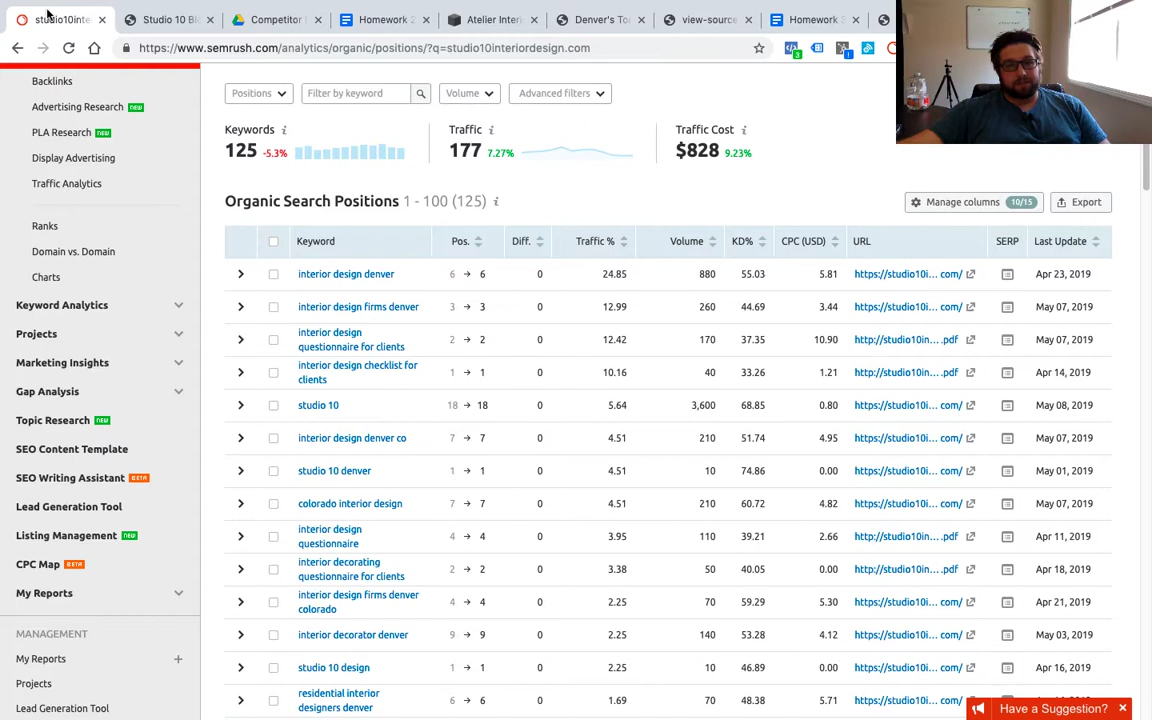 studio10inte
Studio 10 Bl
Competitor
Homework 2
Atelier Inter
Denver's To
view-source
Homework 3
https://www.semrush.com/analytics/organic/positions/?q=studio10interiordesign.com
3
1
Backlinks
Advertising Research NEW
PLA Research NEW
Display Advertising
Traffic Analytics
Ranks
Domain vs. Domain
Charts
Keyword Analytics
Projects
Marketing Insights
Gap Analysis
Topic Research NEW
SEO Content Template
SEO Writing Assistant BETA
Lead Generation Tool
Listing Management NEW
CPC Map BETA
My Reports
MANAGEMENT
My Reports +
Projects
Lead Generation Tool
Positions Filter by keyword Volume Advanced filters
Keywords i Traffic i Traffic Cost i
125 -5.3% 177 7.27% $828 9.23%
Organic Search Positions 1 - 100 (125) i
Manage columns 10/15 Export
Keyword Pos. Diff. Traffic % Volume KD% CPC (USD) URL SERP Last Update
interior design denver 6 → 6 0 24.85 880 55.03 5.81 https://studio10i... com/ Apr 23, 2019
interior design firms denver 3 → 3 0 12.99 260 44.69 3.44 https://studio10i... com/ May 07, 2019
interior design
questionnaire for clients 2 → 2 0 12.42 170 37.35 10.90 http://studio10in... .pdf May 07, 2019
interior design checklist for
clients 1 → 1 0 10.16 40 33.26 1.21 http://studio10in... .pdf Apr 14, 2019
studio 10 18 → 18 0 5.64 3,600 68.85 0.80 https://studio10i... com/ May 08, 2019
interior design denver co 7 → 7 0 4.51 210 51.74 4.95 https://studio10i... com/ May 07, 2019
studio 10 denver 1 → 1 0 4.51 10 74.86 0.00 https://studio10i... com/ May 01, 2019
colorado interior design 7 → 7 0 4.51 210 60.72 4.82 https://studio10i... com/ May 07, 2019
interior design
questionnaire 4 → 4 0 3.95 110 39.21 2.66 http://studio10in... .pdf Apr 11, 2019
interior decorating
questionnaire for clients 2 → 2 0 3.38 50 40.05 0.00 http://studio10in... .pdf Apr 18, 2019
interior design firms denver
colorado 4 → 4 0 2.25 70 59.29 5.30 https://studio10i... com/ Apr 21, 2019
interior decorator denver 9 → 9 0 2.25 140 53.28 4.12 https://studio10i... com/ May 03, 2019
studio 10 design 1 → 1 0 2.25 10 46.89 0.00 https://studio10i... com/ Apr 16, 2019
residential interior
designers denver 6 → 6 0 1.69 70 48.38 5.71 https://studio10i... com/
Have a Suggestion?